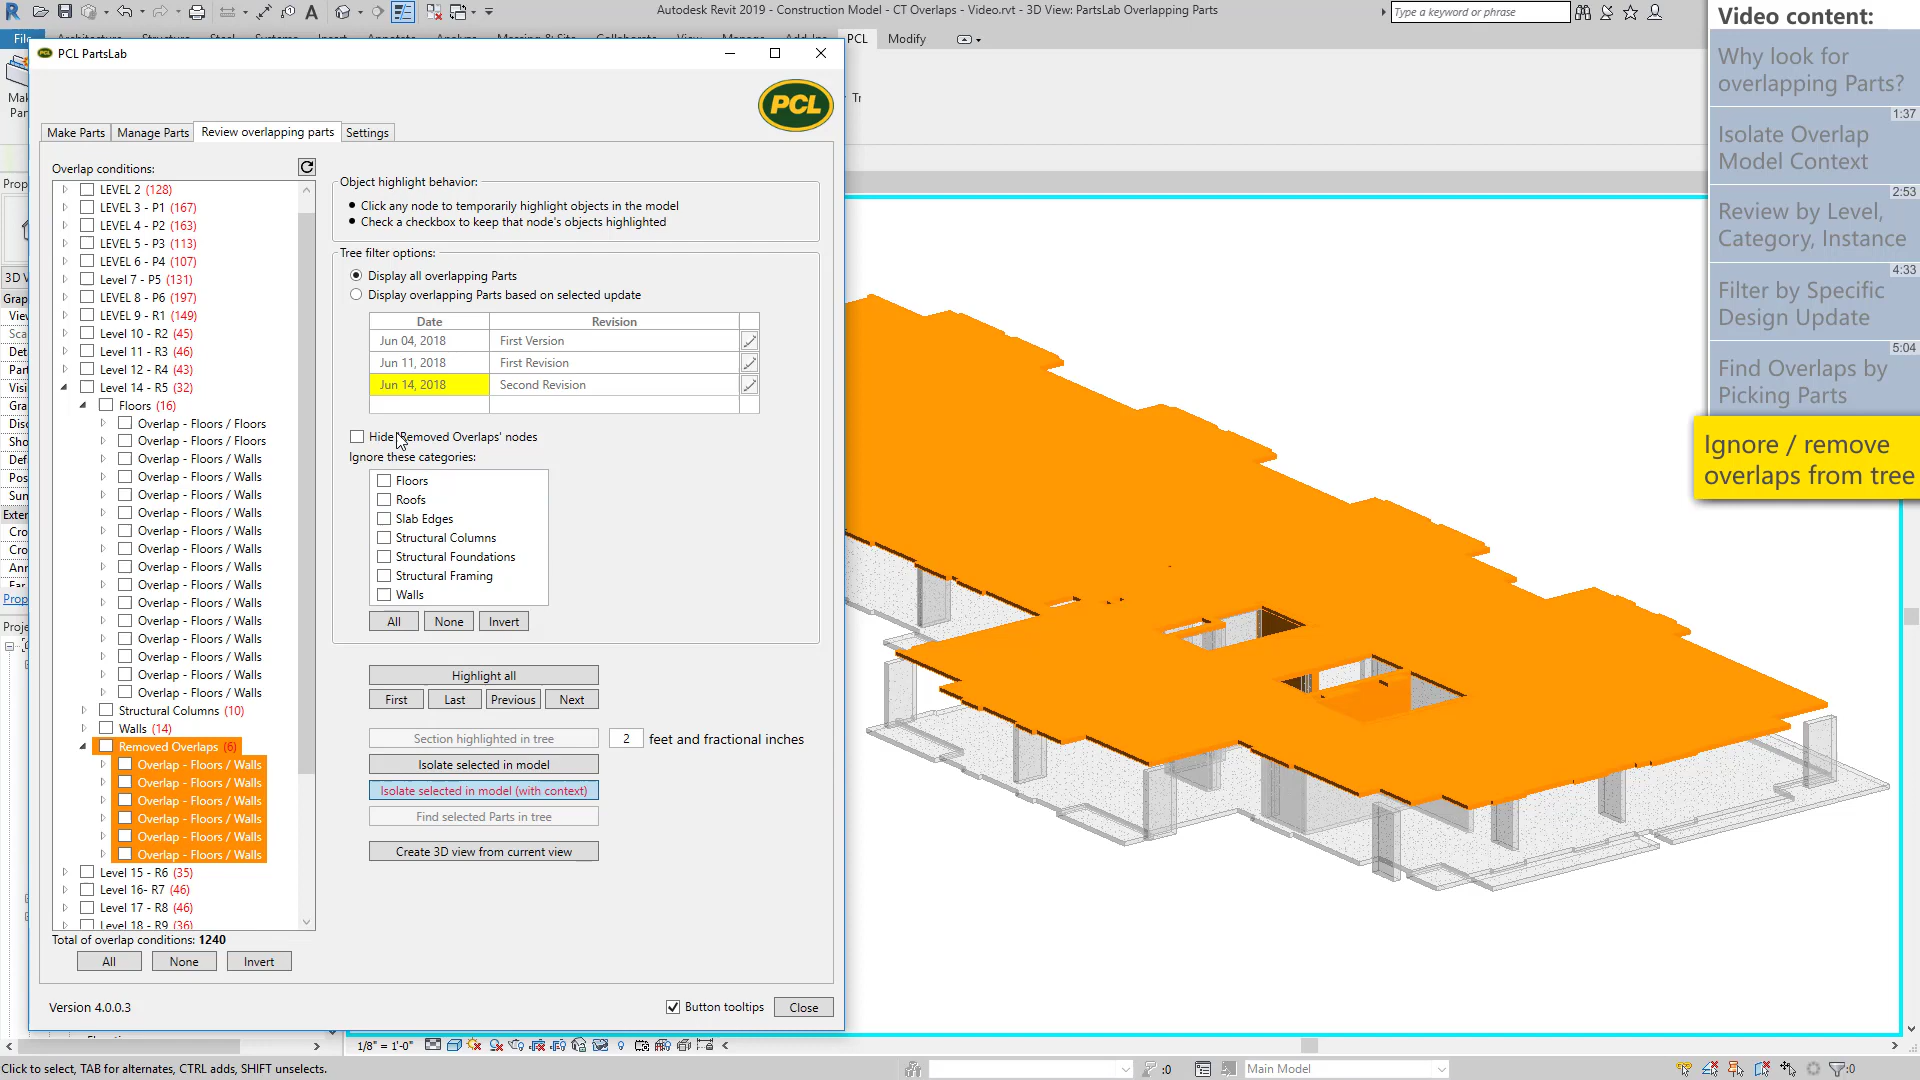 Autodesk Revit 2019 - Construction Model - CT Overlaps - Video.rvt - 3D View: PartsLab Overlapping Parts
Type a keyword or phrase
PCL
Modify
PCL PartsLab
PCL
Make Parts
Manage Parts
Review overlapping parts
Settings
Overlap conditions:
LEVEL 2 (128)
LEVEL 3 - P1 (167)
LEVEL 4 - P2 (163)
LEVEL 5 - P3 (113)
LEVEL 6 - P4 (107)
Level 7 - P5 (131)
LEVEL 8 - P6 (197)
LEVEL 9 - R1 (149)
Level 10 - R2 (45)
Level 11 - R3 (46)
Level 12 - R4 (43)
Level 14 - R5 (32)
Floors (16)
Overlap - Floors / Floors
Overlap - Floors / Floors
Overlap - Floors / Walls
Overlap - Floors / Walls
Overlap - Floors / Walls
Overlap - Floors / Walls
Overlap - Floors / Walls
Overlap - Floors / Walls
Overlap - Floors / Walls
Overlap - Floors / Walls
Overlap - Floors / Walls
Overlap - Floors / Walls
Overlap - Floors / Walls
Overlap - Floors / Walls
Overlap - Floors / Walls
Overlap - Floors / Walls
Structural Columns (10)
Walls (14)
Removed Overlaps (6)
Overlap - Floors / Walls
Overlap - Floors / Walls
Overlap - Floors / Walls
Overlap - Floors / Walls
Overlap - Floors / Walls
Overlap - Floors / Walls
Level 15 - R6 (35)
Level 16- R7 (46)
Level 17 - R8 (46)
Level 18 - R9 (36)
Total of overlap conditions: 1240
All
None
Invert
Version 4.0.0.3
Object highlight behavior:
Click any node to temporarily highlight objects in the model
Check a checkbox to keep that node's objects highlighted
Tree filter options:
Display all overlapping Parts
Display overlapping Parts based on selected update
Date Revision
Jun 04, 2018 First Version
Jun 11, 2018 First Revision
Jun 14, 2018 Second Revision
Hide 'Removed Overlaps' nodes
Ignore these categories:
Floors
Roofs
Slab Edges
Structural Columns
Structural Foundations
Structural Framing
Walls
All
None
Invert
Highlight all
First
Last
Previous
Next
Section highlighted in tree
2 feet and fractional inches
Isolate selected in model
Isolate selected in model (with context)
Find selected Parts in tree
Create 3D view from current view
Button tooltips
Close
Video content:
Why look for
overlapping Parts?
1:37
Isolate Overlap
Model Context
2:53
Review by Level,
Category, Instance
4:33
Filter by Specific
Design Update
5:04
Find Overlaps by
Picking Parts
Ignore / remove
overlaps from tree
1/8" = 1'-0"
Click to select, TAB for alternates, CTRL adds, SHIFT unselects.
:0
Main Model
:0